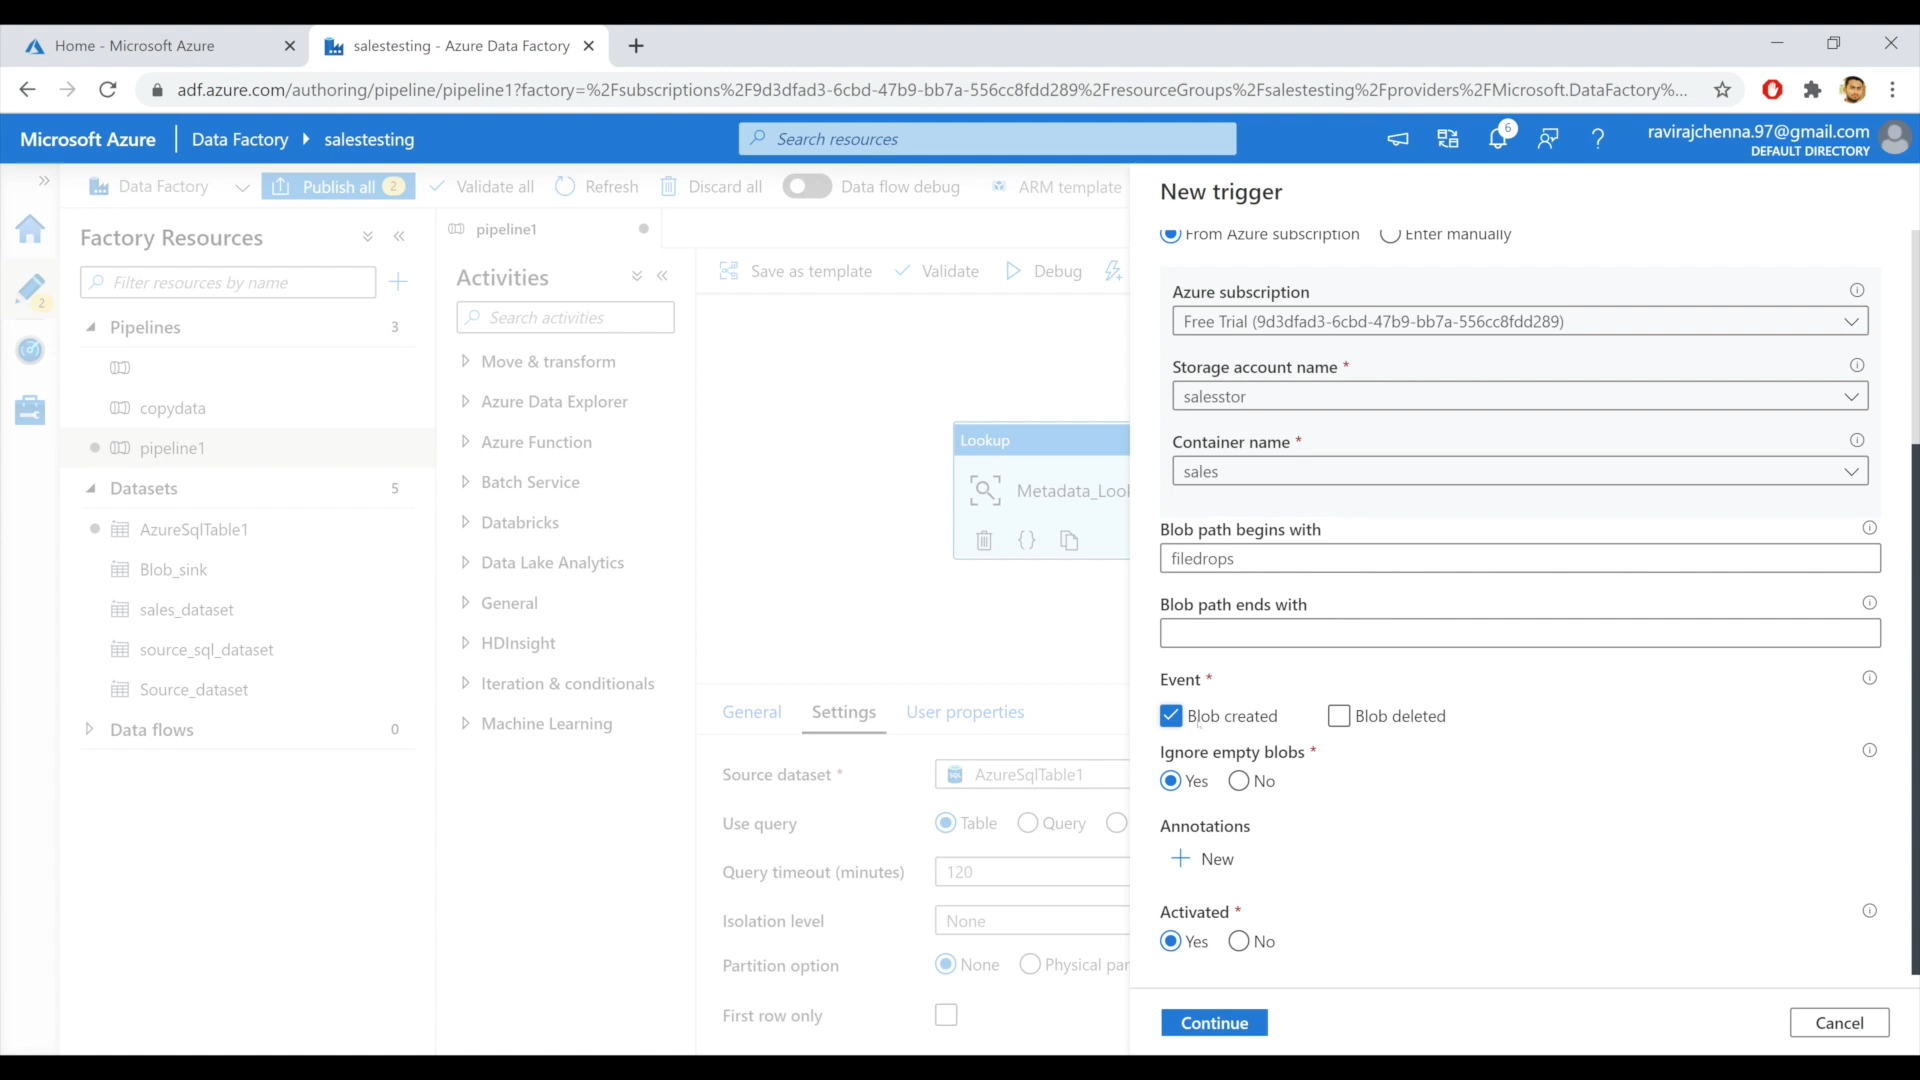 Home - Microsoft Azure
salestesting - Azure Data Factory
adf.azure.com/authoring/pipeline/pipeline1?factory=%2Fsubscriptions%2F9d3dfad3-6cbd-47b9-bb7a-556cc8fdd289%2FresourceGroups%2Fsalestesting%2Fproviders%2FMicrosoft.DataFactory%...
Microsoft Azure
Data Factory
salestesting
Search resources
6
ravirajchenna.97@gmail.com
DEFAULT DIRECTORY
Data Factory
Publish all
2
Validate all
Refresh
Discard all
Data flow debug
ARM template
2
Factory Resources
Filter resources by name
Pipelines
3
copydata
pipeline1
Datasets
5
AzureSqlTable1
Blob_sink
sales_dataset
source_sql_dataset
Source_dataset
Data flows
0
pipeline1
Activities
Search activities
Move & transform
Azure Data Explorer
Azure Function
Batch Service
Databricks
Data Lake Analytics
General
HDInsight
Iteration & conditionals
Machine Learning
Save as template
Validate
Debug
Lookup
Metadata_Look
{}
General
Settings
User properties
Source dataset *
SQL
AzureSqlTable1
Use query
Table
Query
Query timeout (minutes)
120
Isolation level
None
Partition option
None
Physical par
First row only
New trigger
From Azure subscription
Enter manually
Azure subscription
Free Trial (9d3dfad3-6cbd-47b9-bb7a-556cc8fdd289)
Storage account name *
salesstor
Container name *
sales
Blob path begins with
filedrops
Blob path ends with
Event *
Blob created
Blob deleted
Ignore empty blobs *
Yes
No
Annotations
New
Activated *
Yes
No
Continue
Cancel